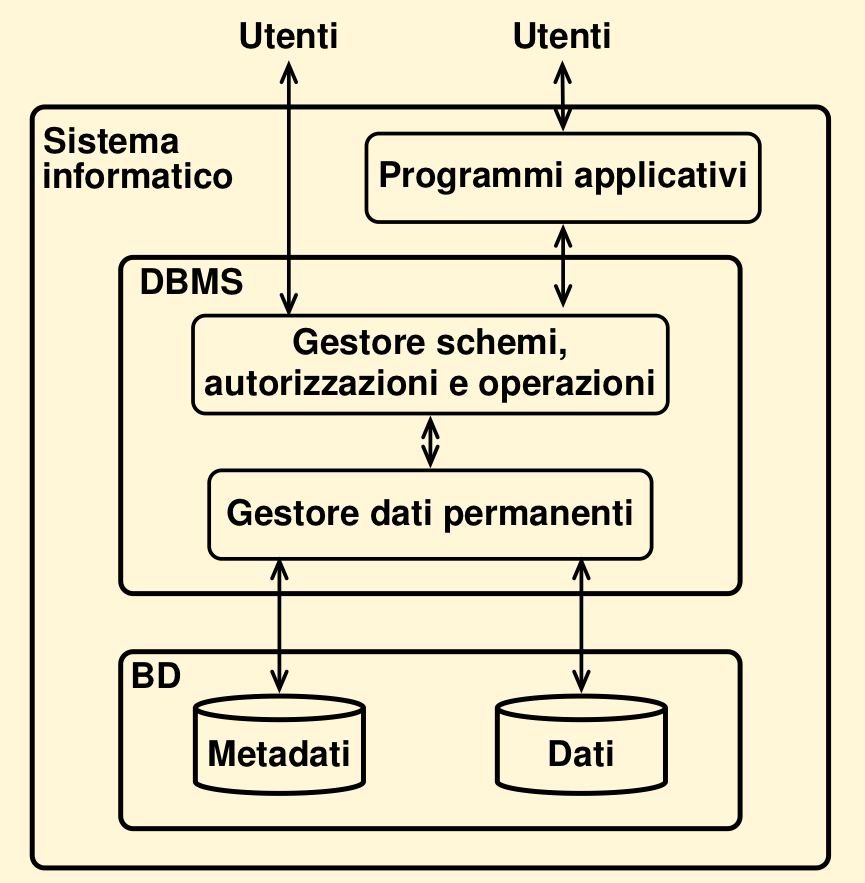 Utenti
Utenti
Sistema
informatico
Programmi applicativi
DBMS
Gestore schemi,
autorizzazioni e operazioni
Gestore dati permanenti
BD
Metadati
Dati